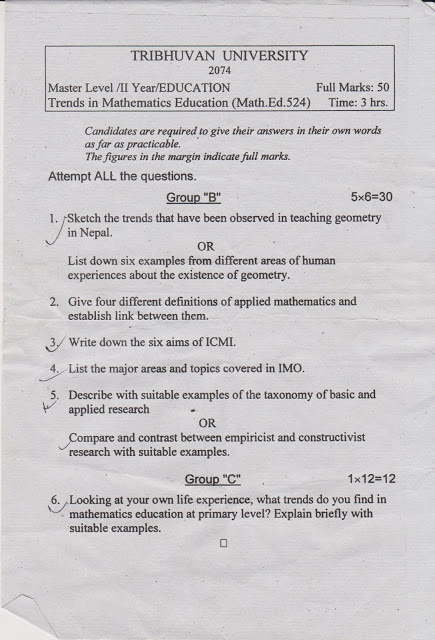 TRIBHUVAN UNIVERSITY
2074
Master Level /II Year/EDUCATION Full Marks: 50
Trends in Mathematics Education (Math.Ed.524) Time: 3 hrs.
Candidates are required to give their answers in their own words
as far as practicable.
The figures in the margin indicate full marks.
Attempt ALL the questions.
Group "B" 5×6=30
1. Sketch the trends that have been observed in teaching geometry
in Nepal.
OR
List down six examples from different areas of human
experiences about the existence of geometry.
2. Give four different definitions of applied mathematics and
establish link between them.
3. Write down the six aims of ICMI.
4. List the major areas and topics covered in IMO.
5. Describe with suitable examples of the taxonomy of basic and
applied research
OR
Compare and contrast between empiricist and constructivist
research with suitable examples.
Group "C" 1×12=12
6. Looking at your own life experience, what trends do you find in
mathematics education at primary level? Explain briefly with
suitable examples.